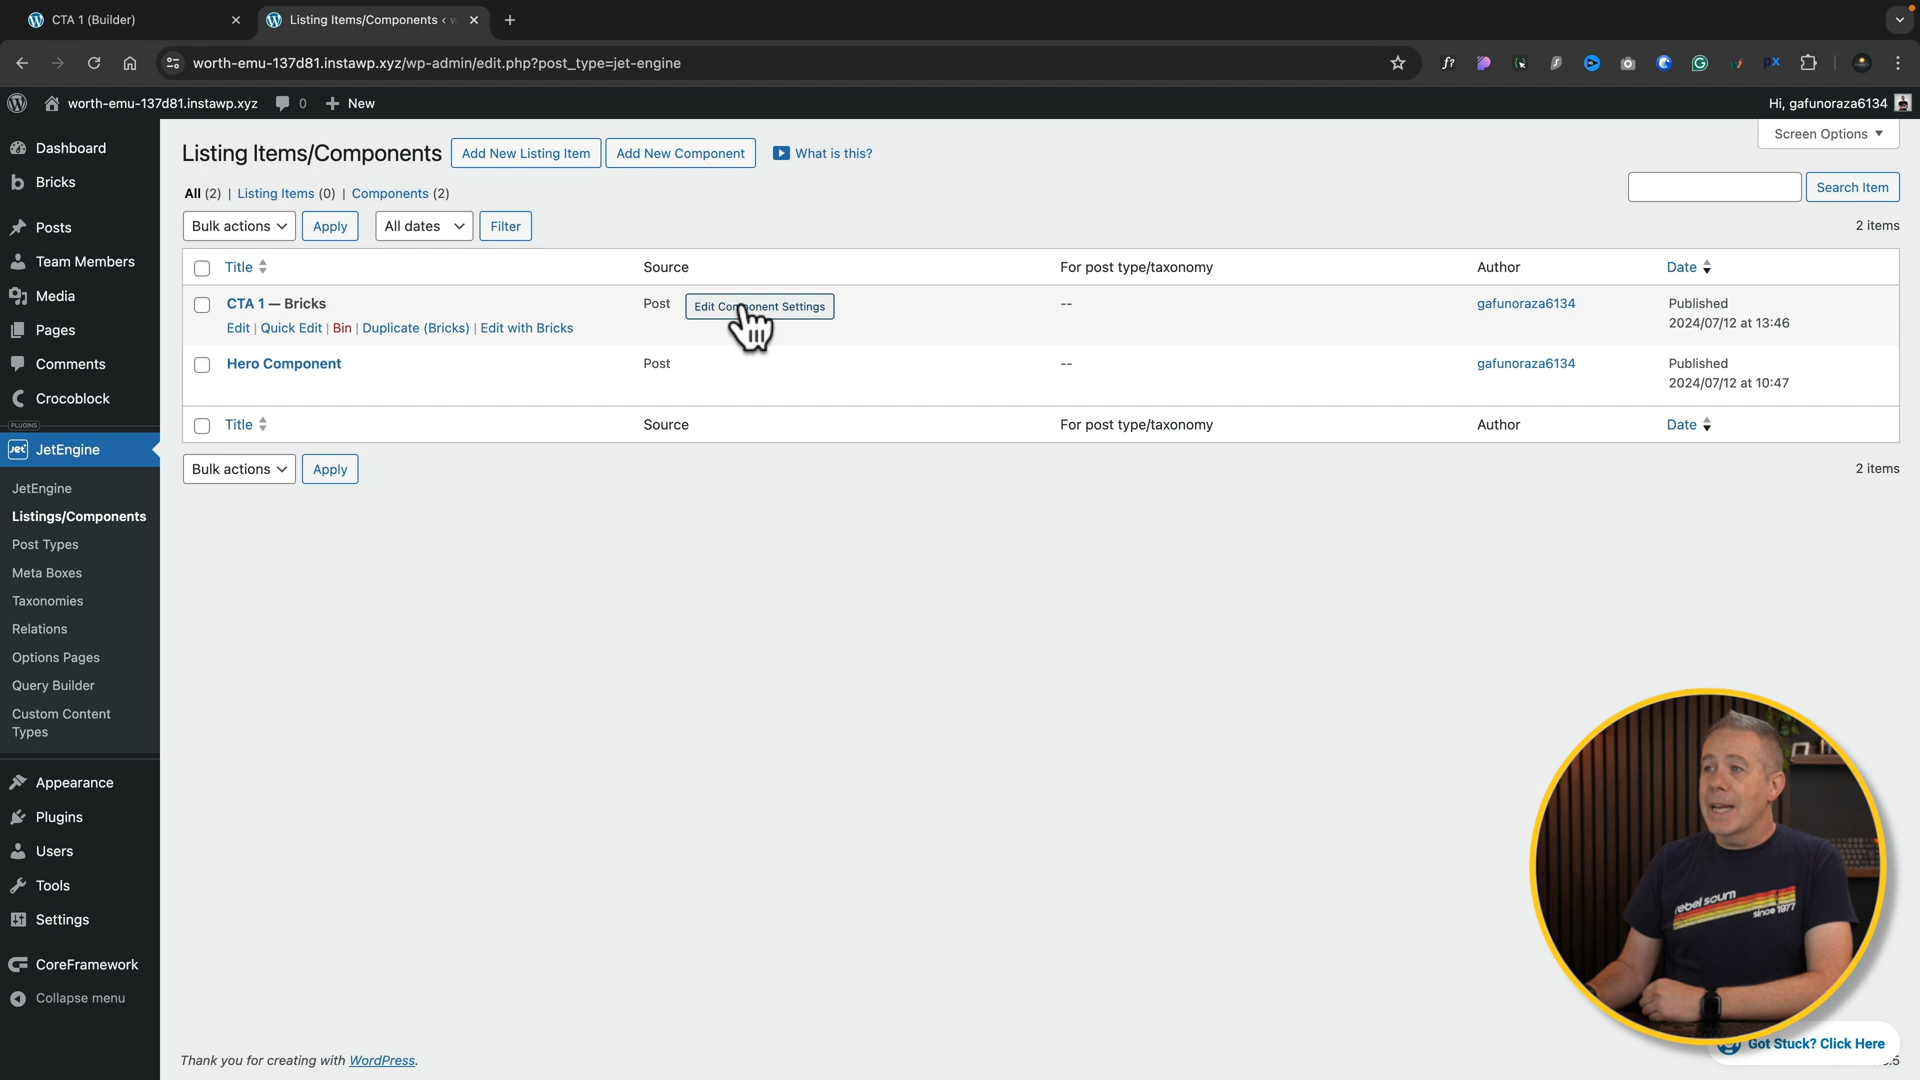 CTA 1 (Builder)
Listing Items/Components ‹ w
worth-emu-137d81.instawp.xyz/wp-admin/edit.php?post_type=jet-engine
worth-emu-137d81.instawp.xyz
0
New
Hi, gafunoraza6134
Screen Options
Dashboard
Bricks
Posts
Team Members
Media
Pages
Comments
Crocoblock
PLUGINS
Jet
JetEngine
JetEngine
Listings/Components
Post Types
Meta Boxes
Taxonomies
Relations
Options Pages
Query Builder
Custom Content
Types
Appearance
Plugins
Users
Tools
Settings
CoreFramework
Collapse menu
Listing Items/Components
Add New Listing Item
Add New Component
What is this?
All (2) | Listing Items (0) | Components (2)
Search Item
Bulk actions
Apply
All dates
Filter
2 items
Title
Source
For post type/taxonomy
Author
Date
CTA 1 — Bricks
Edit | Quick Edit | Bin | Duplicate (Bricks) | Edit with Bricks
Post
Edit Component Settings
--
gafunoraza6134
Published
2024/07/12 at 13:46
Hero Component
Post
--
gafunoraza6134
Published
2024/07/12 at 10:47
Title
Source
For post type/taxonomy
Author
Date
Bulk actions
Apply
2 items
rebel scum
since 1977
Got Stuck? Click Here
Thank you for creating with WordPress.